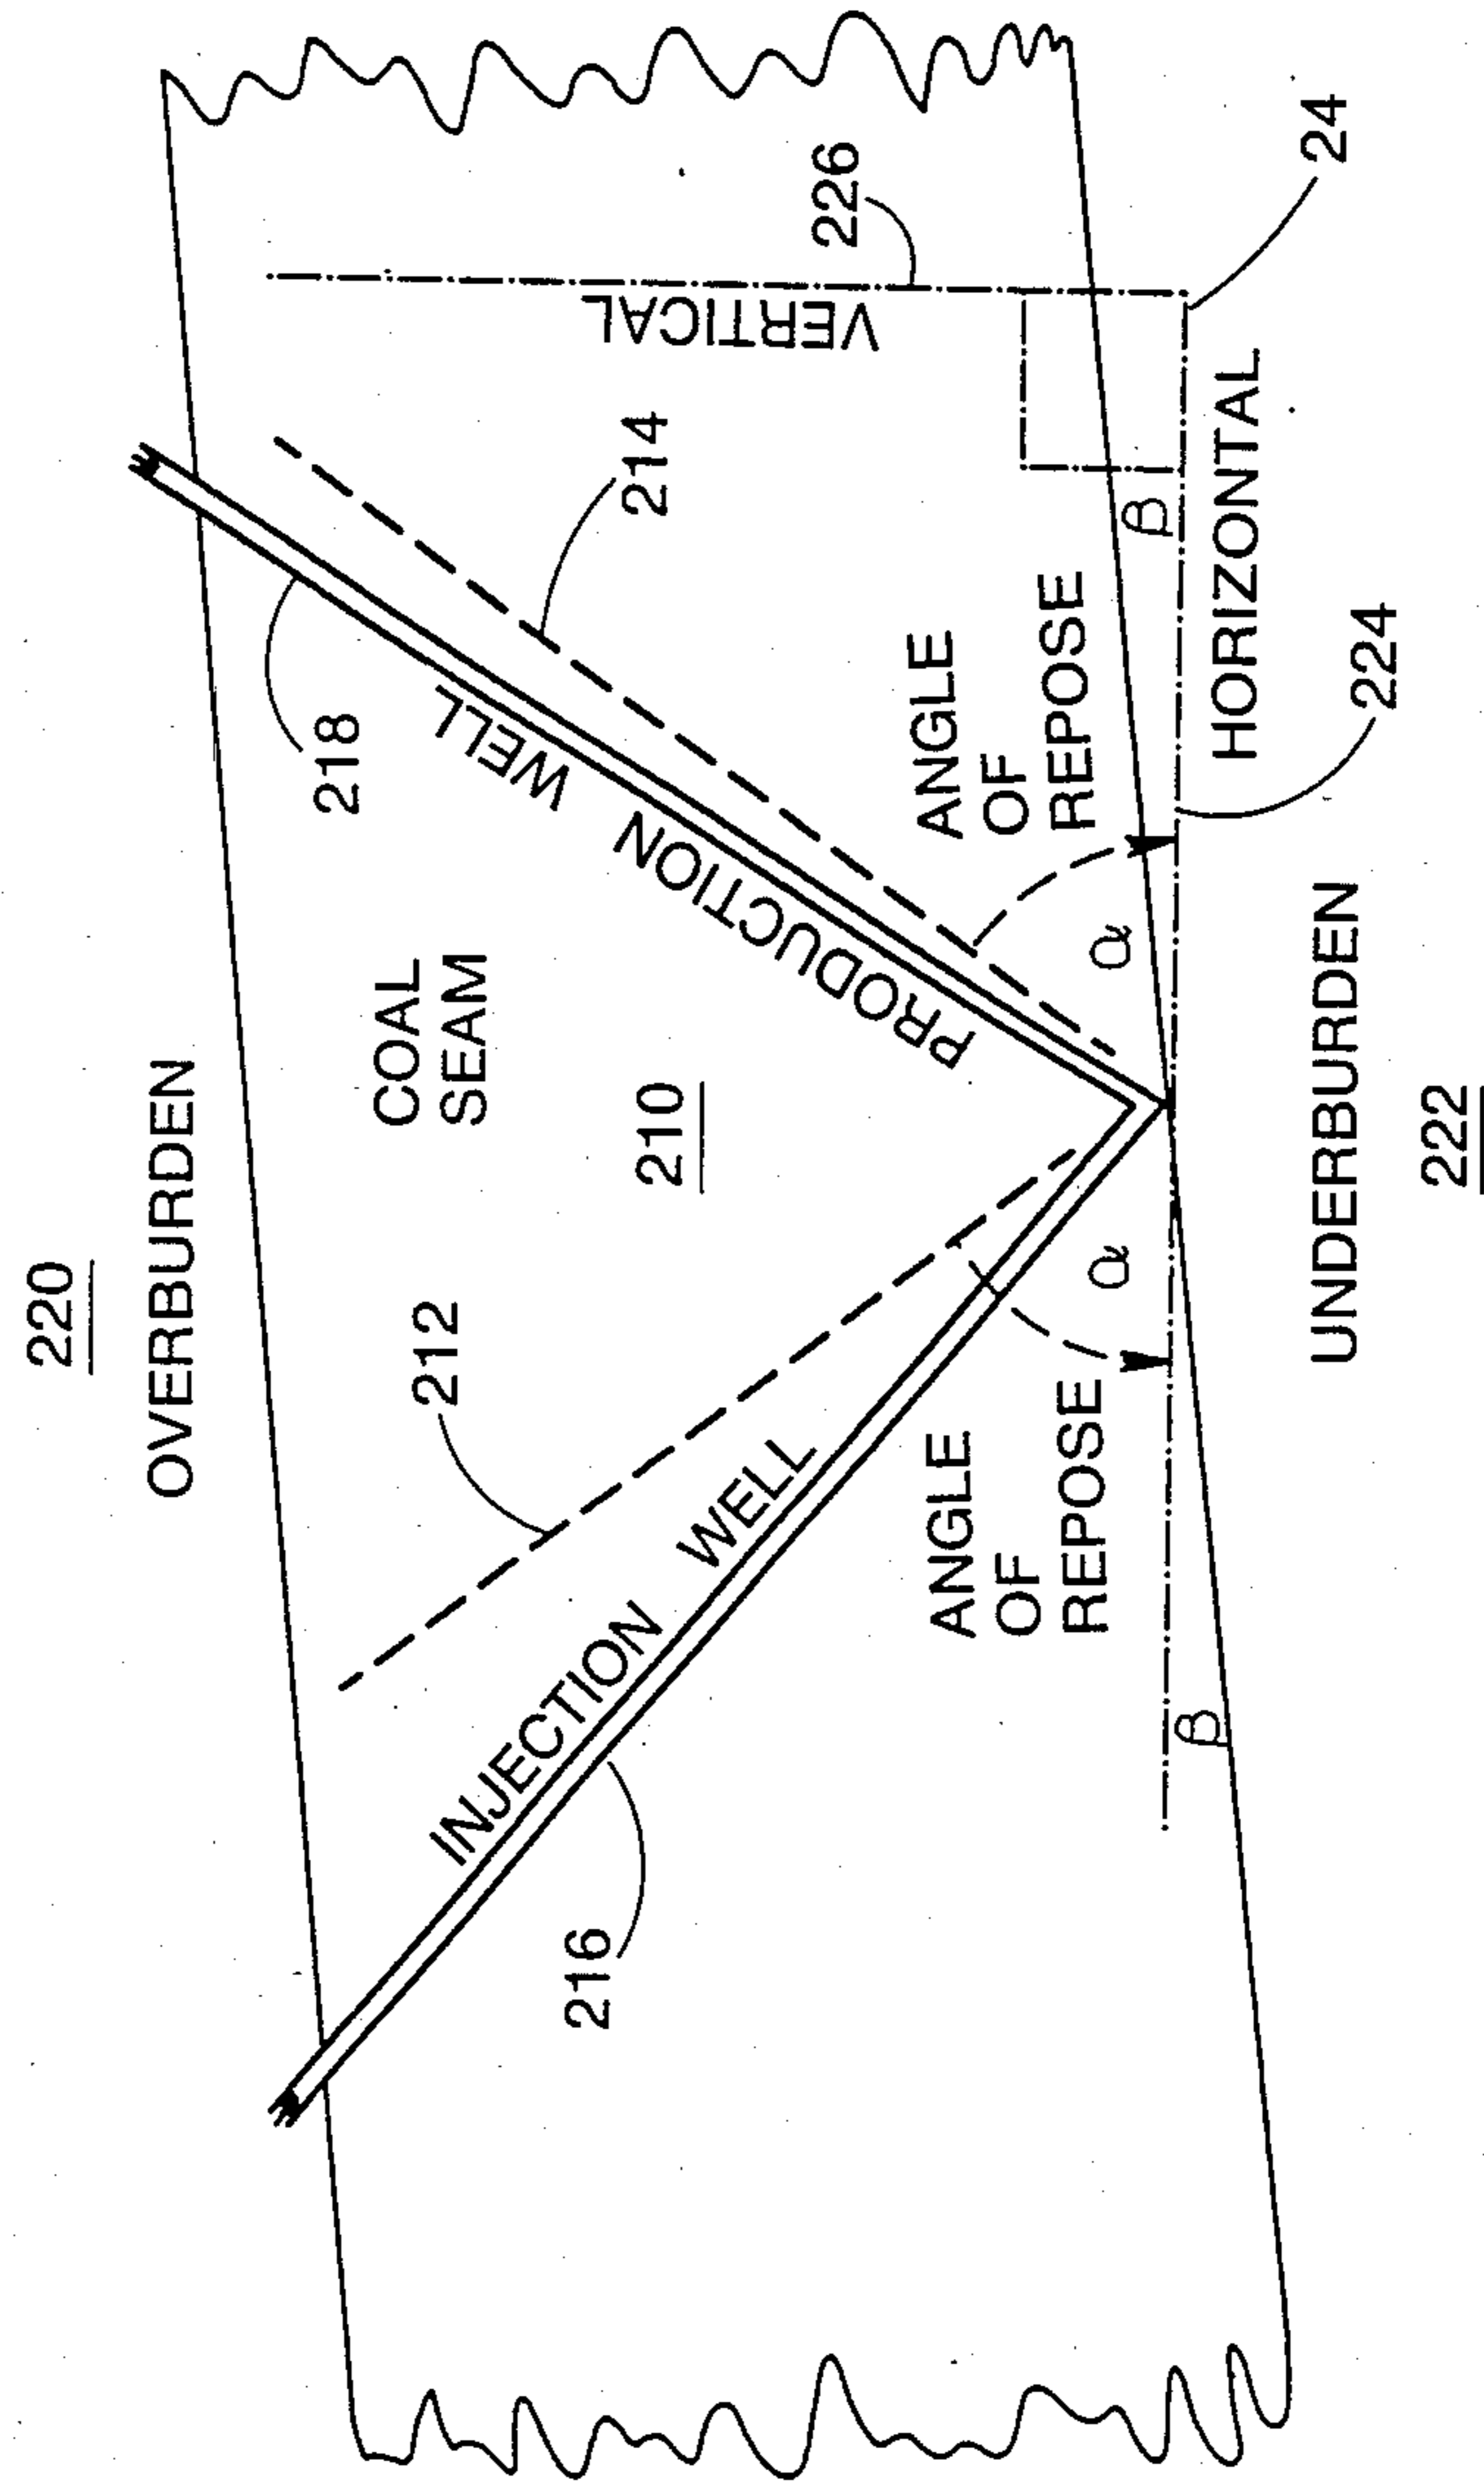 220
OVERBURDEN
COAL
SEAM
210
212
INJECTION WELL
216
218
PRODUCTION WELL
214
226
VERTICAL
ANGLE
OF
REPOSE
α
β
ANGLE
OF
REPOSE
α
β
24
HORIZONTAL
224
UNDERBURDEN
222